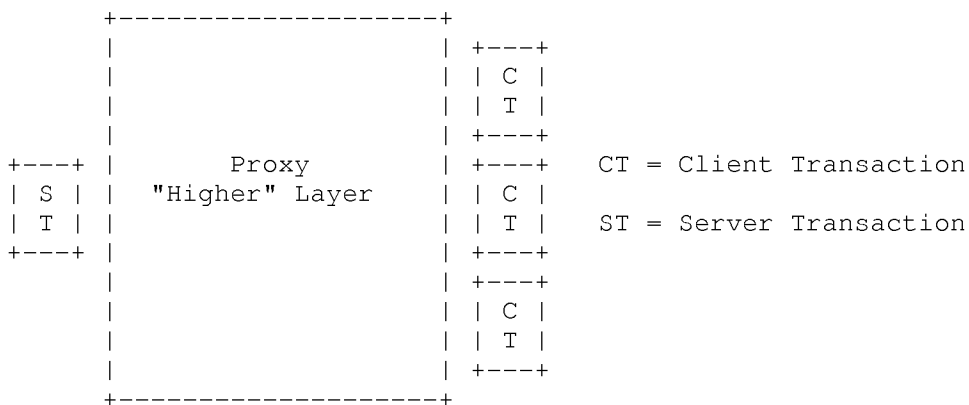 +--------------------+
|                    | +---+
|                    | | C |
|                    | | T |
|                    | +---+
+---+ |       Proxy        | +---+   CT = Client Transaction
| S | |  "Higher" Layer    | | C |
| T | |                    | | T |   ST = Server Transaction
+---+ |                    | +---+
|                    | +---+
|                    | | C |
|                    | | T |
|                    | +---+
+--------------------+